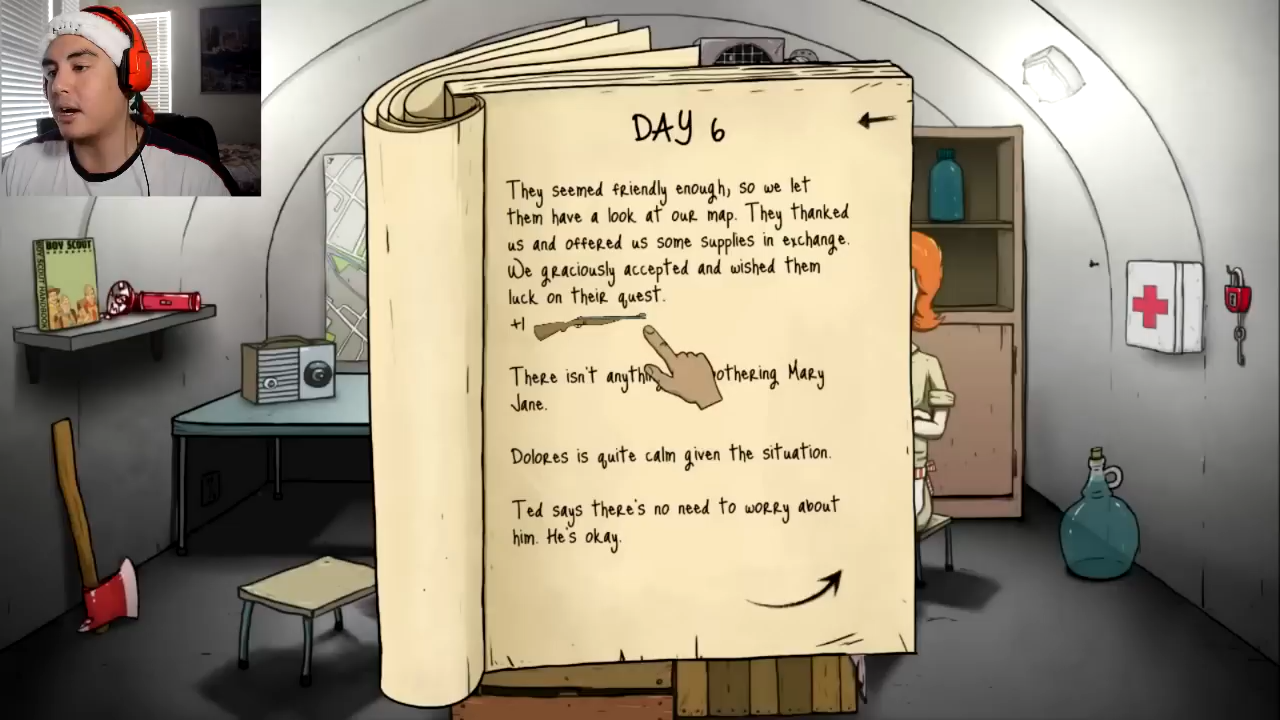 DAY 6
They seemed friendly enough, so we let
them have a look at our map. They thanked
us and offered us some supplies in exchange.
We graciously accepted and wished them
luck on their quest.
+1
There isn't Mary
Jane.
Dolores is quite calm given the situation.
Ted says there's no need to worry about
him. He's okay.
BOY SCOUT